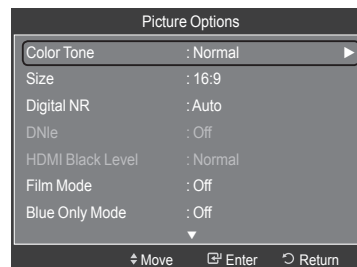 Picture Options
Color Tone : Normal
Size : 16:9
Digital NR : Auto
DNIe : Off
HDMI Black Level : Normal
Film Mode : Off
Blue Only Mode : Off
Move Enter Return